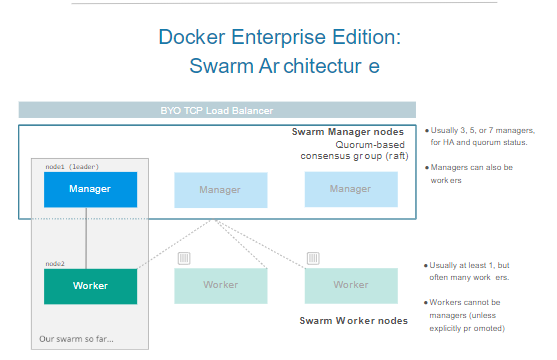 Docker Enterprise Edition:
Swarm Architectur e
BYO TCP Load Balancer
Swarm Manager nodes
Quorum-based
consensus group (raft)
node1 (leader)
Manager
Manager
Manager
• Usually 3, 5, or 7 managers,
for HA and quorum status.
• Managers can also be
work ers
node2
Worker
Worker
Worker
Swarm W orker nodes
Our swarm so far...
• Usually at least 1, but
often many work ers.
• Workers cannot be
managers (unless
explicitly pr omoted)